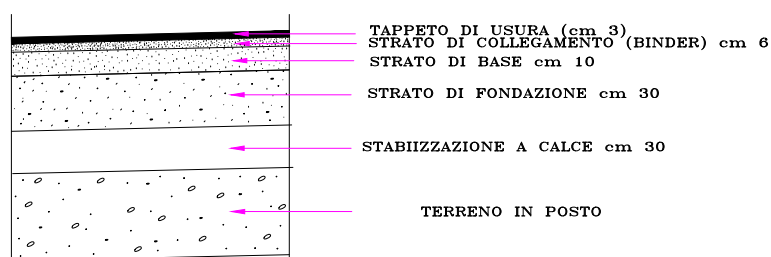 TAPPETO DI USURA (cm 3)
STRATO DI COLLEGAMENTO (BINDER) cm 6
STRATO DI BASE cm 10
STRATO DI FONDAZIONE cm 30
STABIIZZAZIONE A CALCE cm 30
TERRENO IN POSTO